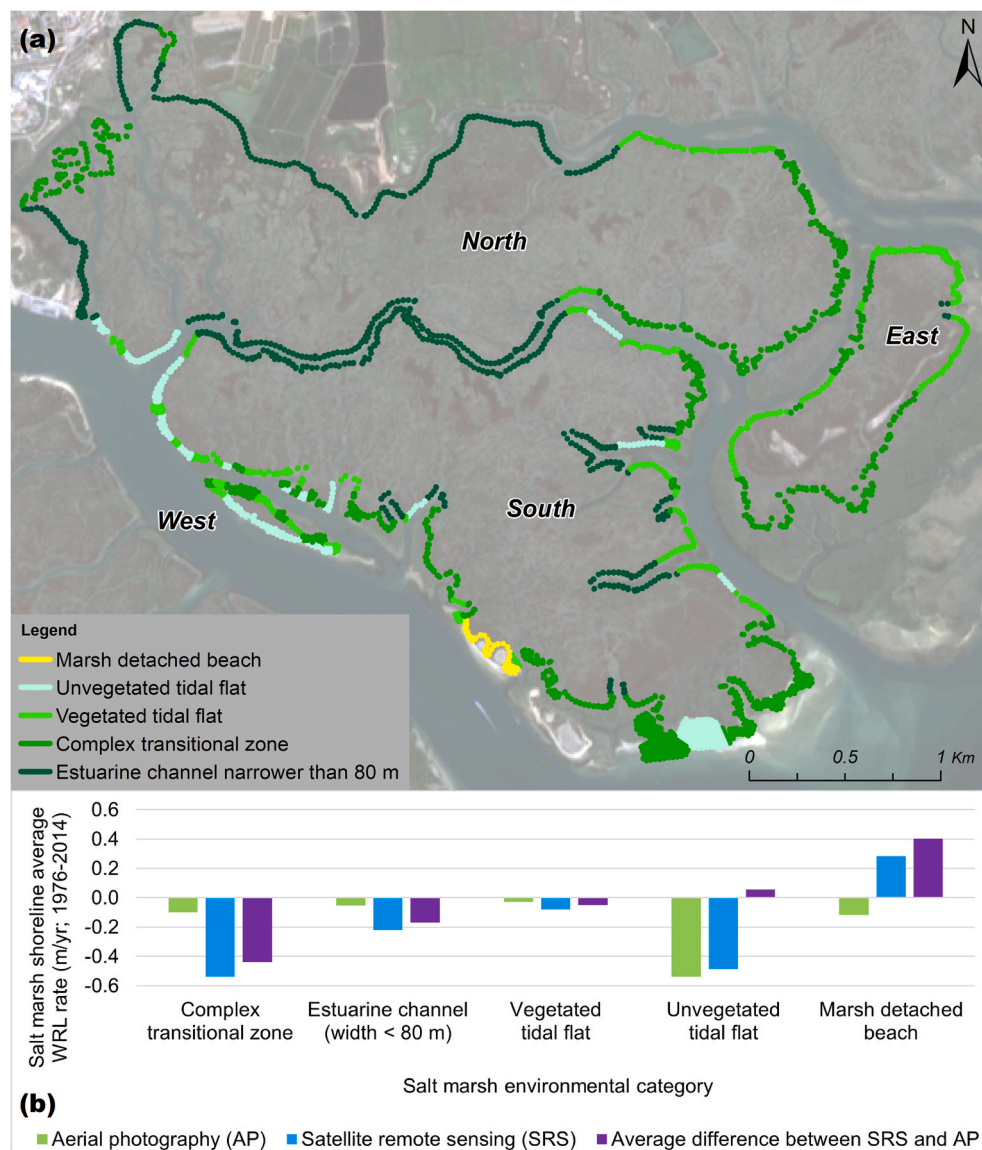 (a)
N
North
East
South
West
Legend
Marsh detached beach
Unvegetated tidal flat
Vegetated tidal flat
Complex transitional zone
Estuarine channel narrower than 80 m
0 0.5 1 Km
Salt marsh shoreline average
WRL rate (m/yr; 1976-2014)
0.6
0.4
0.2
0.0
-0.2
-0.4
-0.6
Complex
transitional zone
Estuarine channel
(width < 80 m)
Vegetated
tidal flat
Unvegetated
tidal flat
Marsh detached
beach
Salt marsh environmental category
(b)
Aerial photography (AP) Satellite remote sensing (SRS) Average difference between SRS and AP